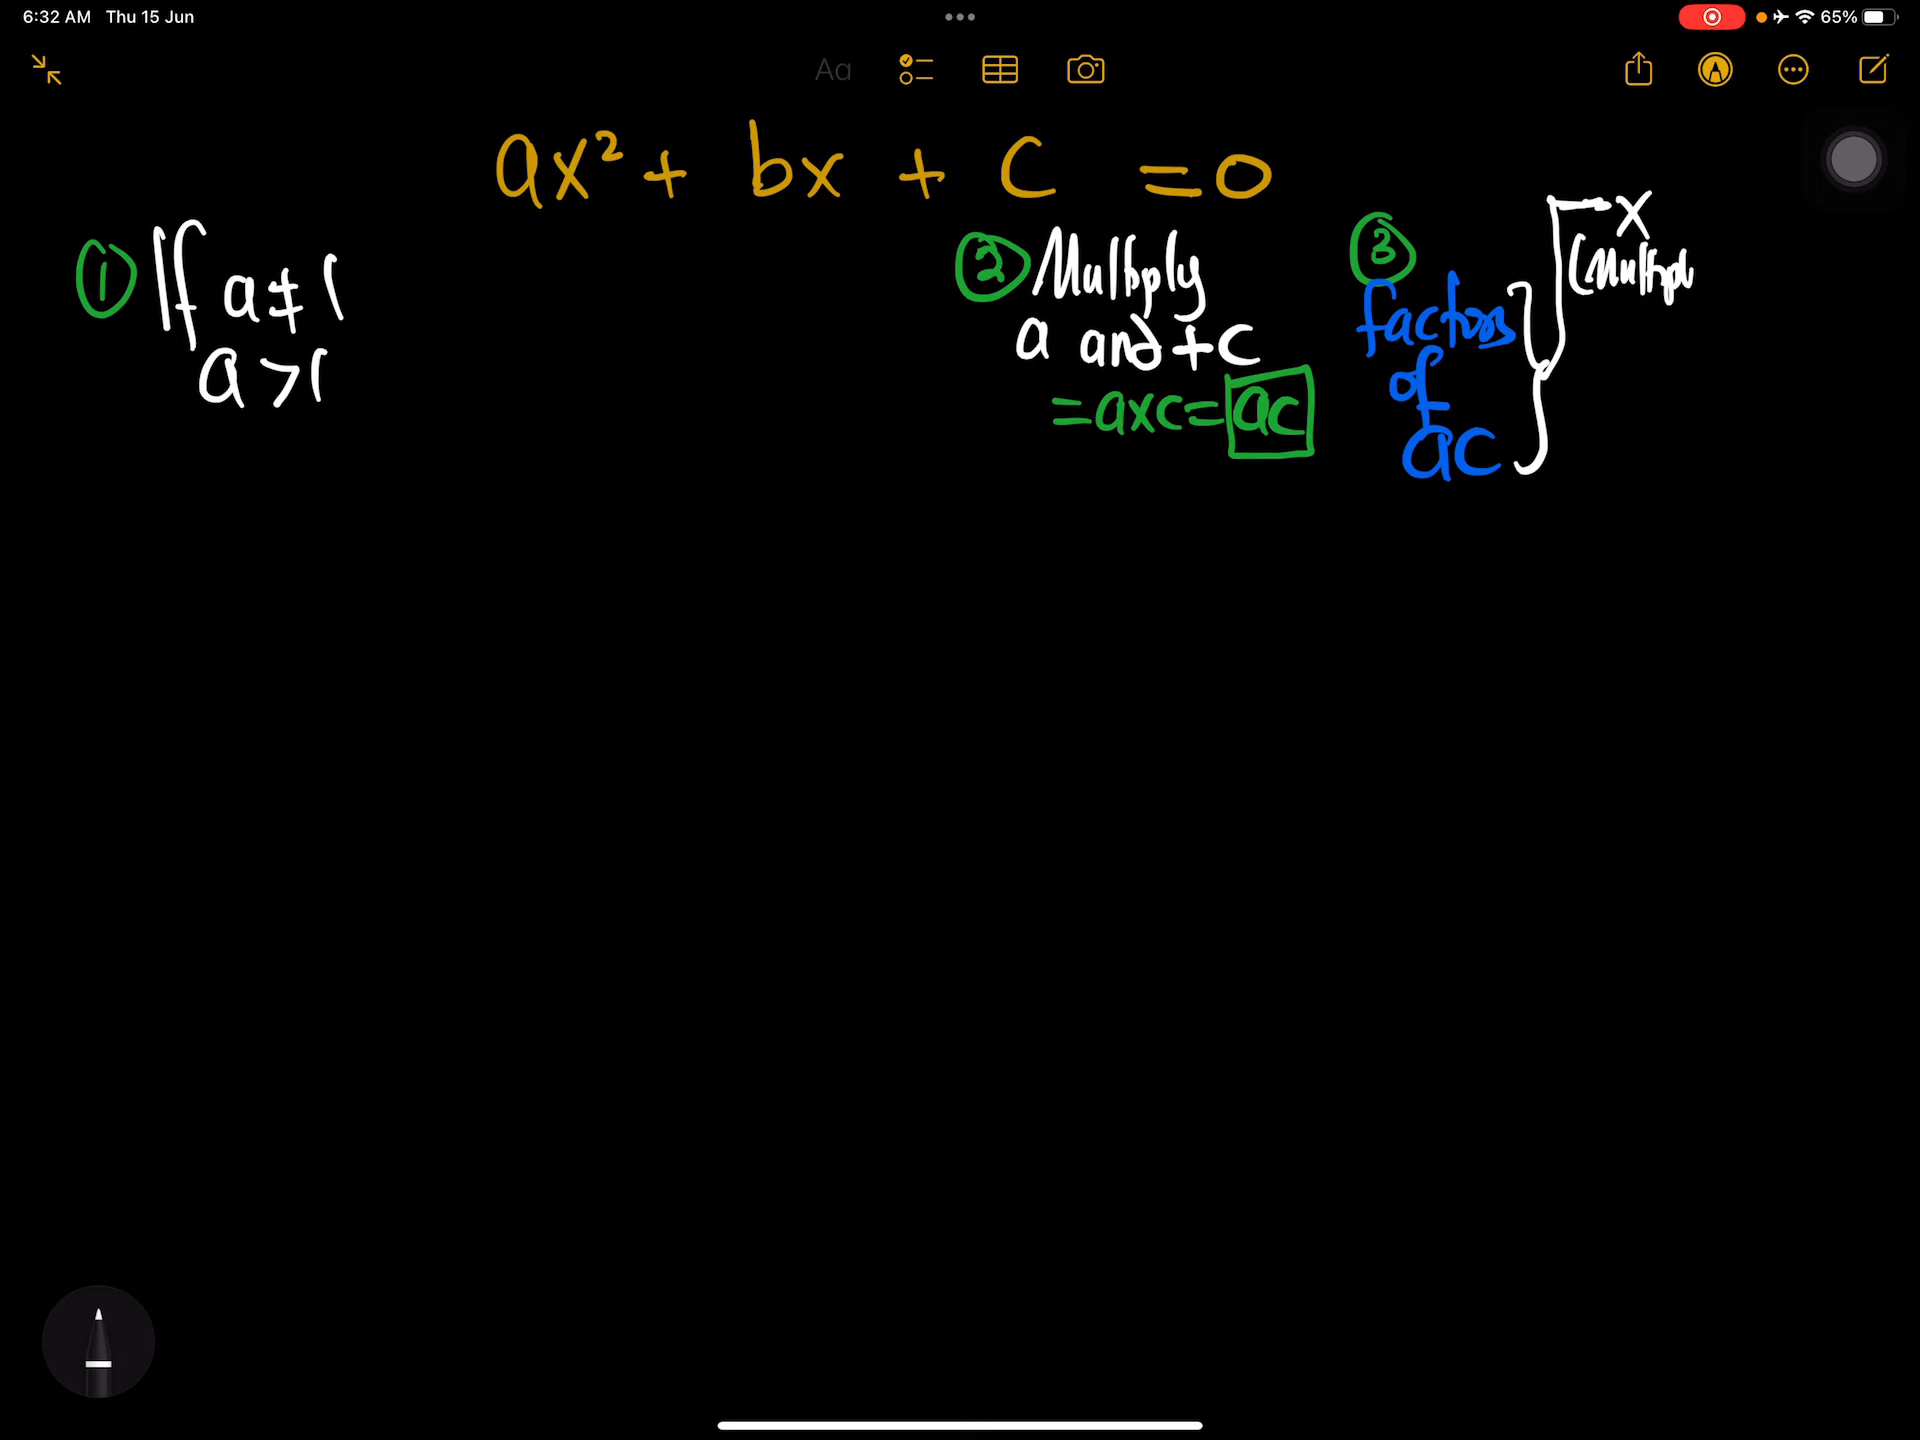 6:32 AM Thu 15 Jun
65%
Aa
ax² + bx + c = 0
① If a ≠ 1
a > 1
② Multiply
a and + c
= a x c = ac
③
factors
of
ac
x
(Multipl